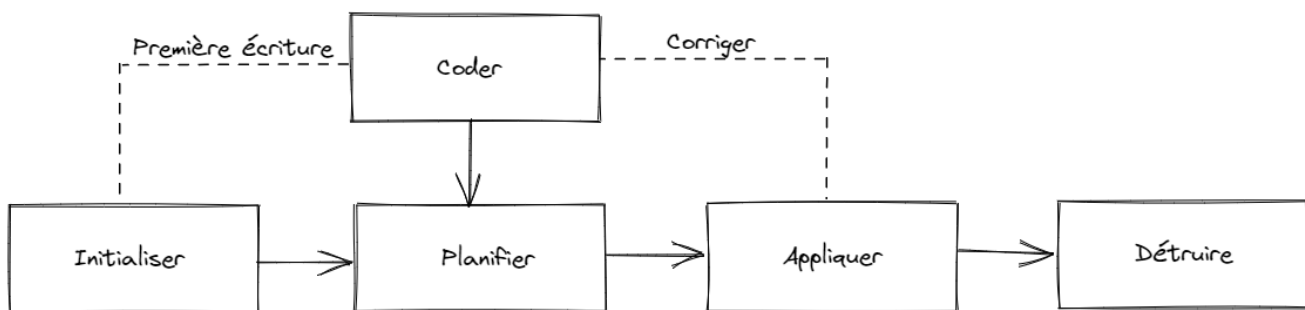 Première écriture
Coder
Corriger
Initialiser
Planifier
Appliquer
Détruire